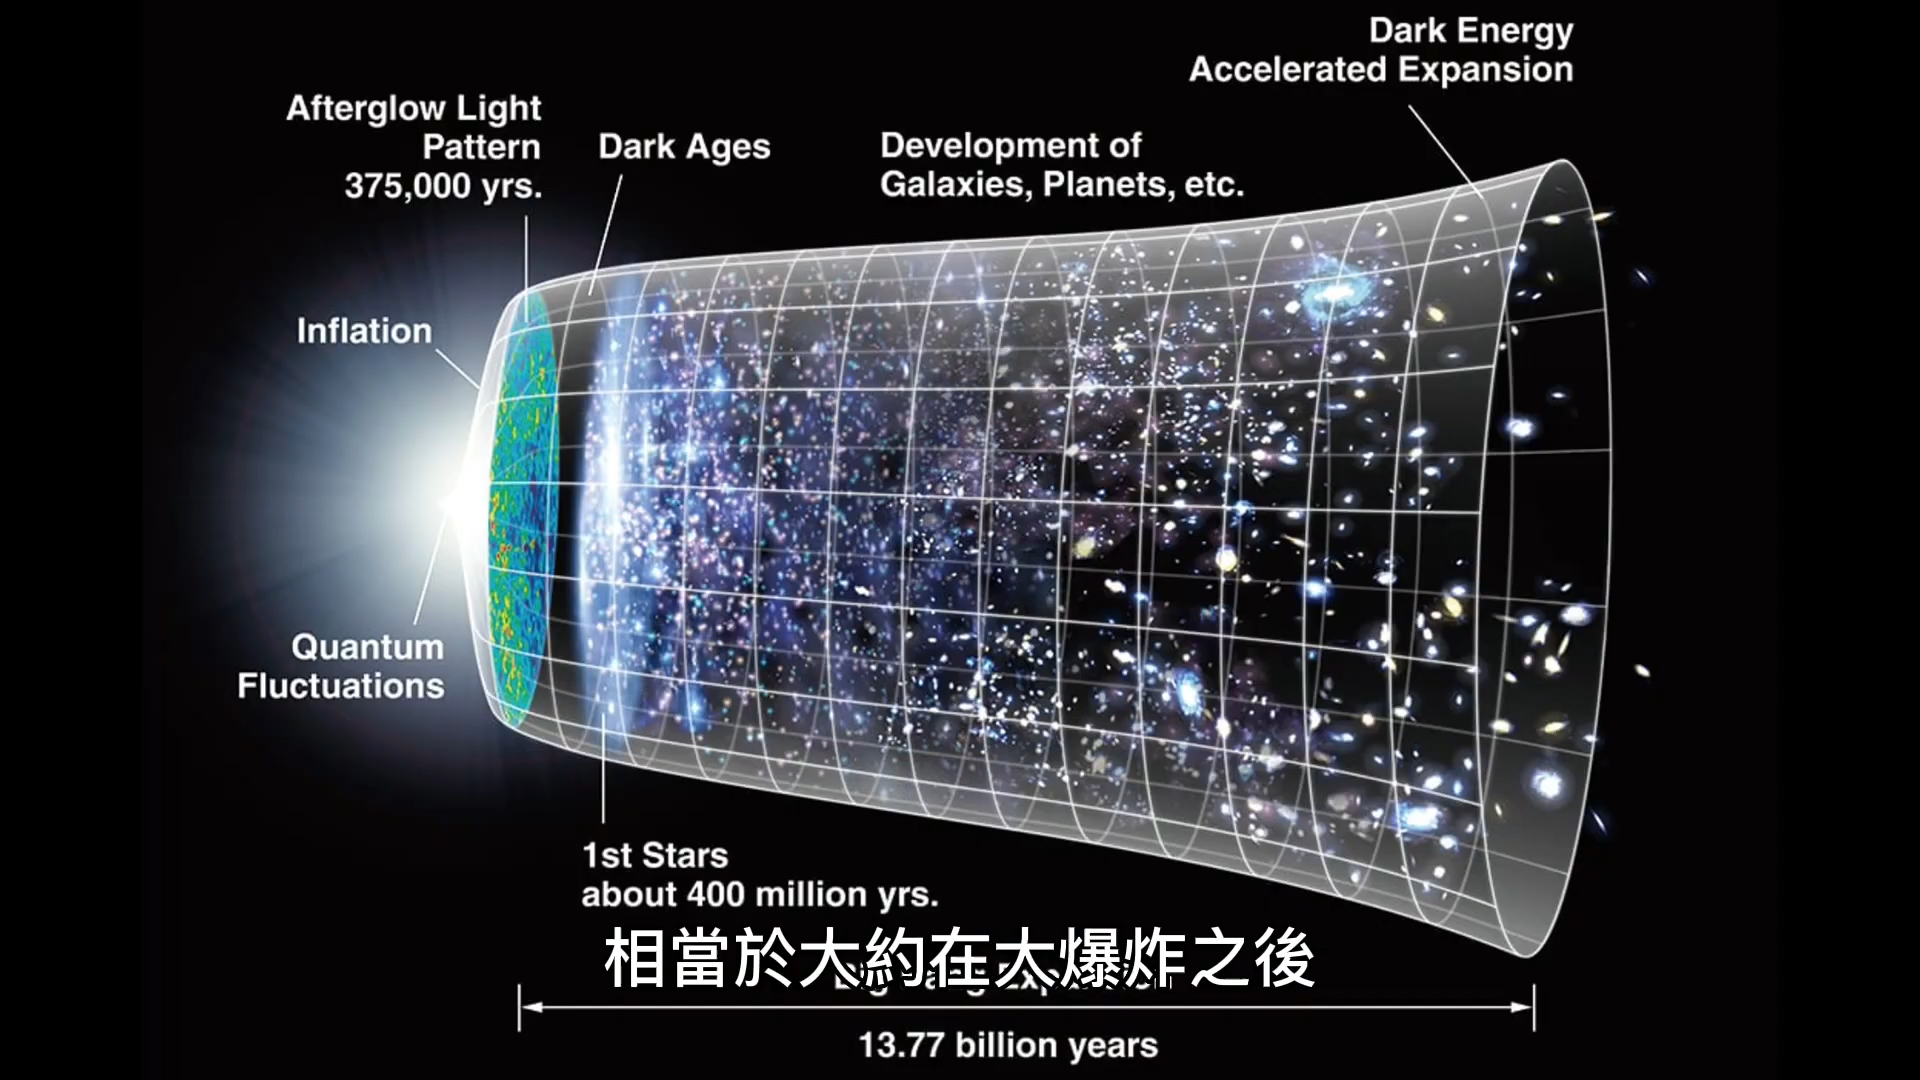 Dark Energy
Accelerated Expansion
Afterglow Light
Pattern
375,000 yrs.
Dark Ages
Development of
Galaxies, Planets, etc.
Inflation
Quantum
Fluctuations
1st Stars
about 400 million yrs.
相當於大約在大爆炸之後
13.77 billion years